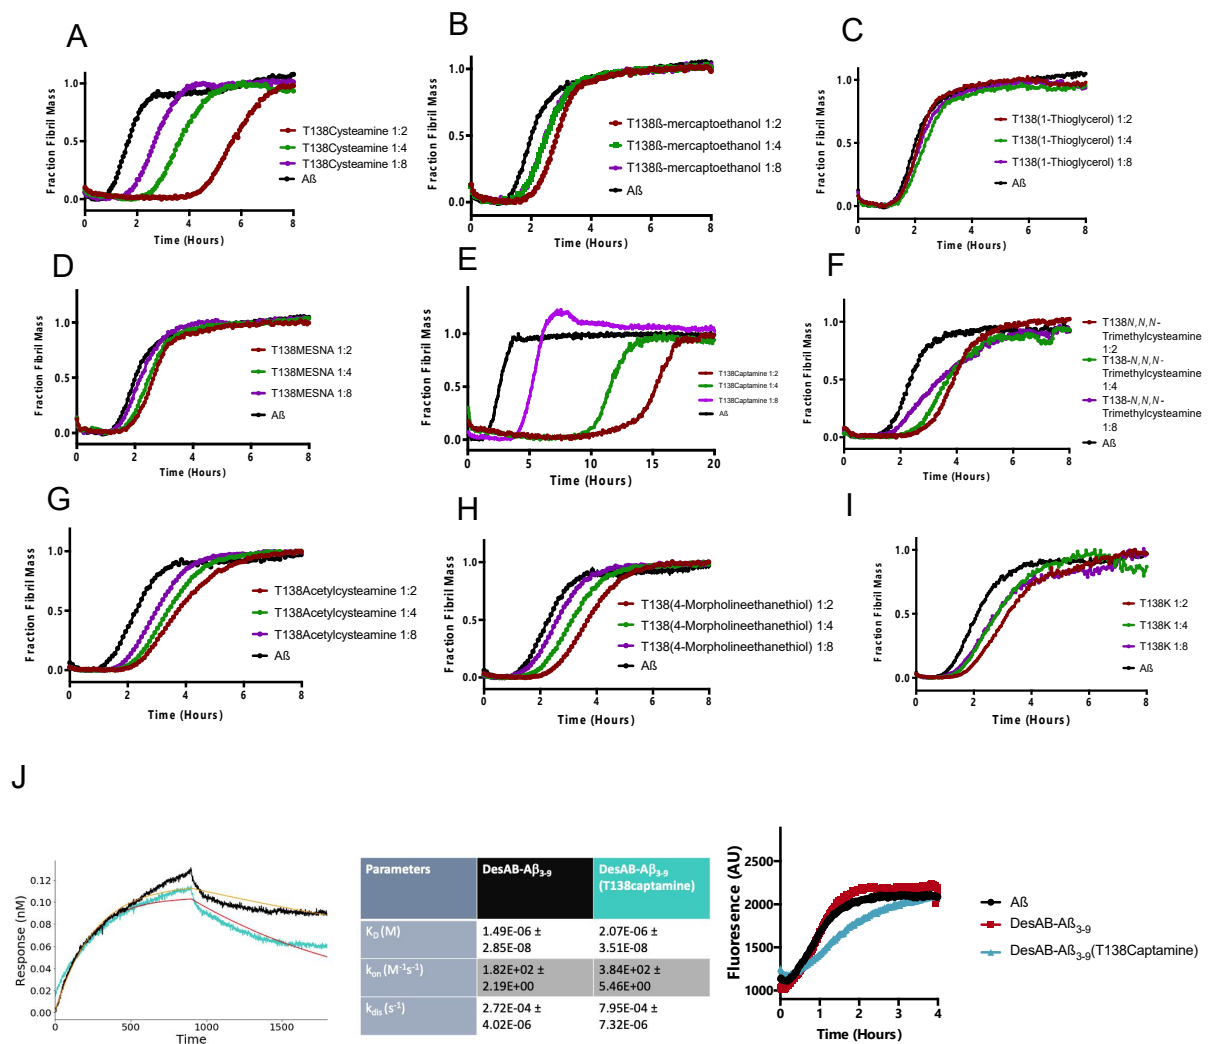 A
Fraction Fibril Mass
1.0
0.5
0.0
0
2
4
6
8
Time (Hours)
T138Cysteamine 1:2
T138Cysteamine 1:4
T138Cysteamine 1:8
Aß
B
Fraction Fibril Mass
1.0
0.5
0.0
0
2
4
6
8
Time (Hours)
T138ß-mercaptoethanol 1:2
T138ß-mercaptoethanol 1:4
T138ß-mercaptoethanol 1:8
Aß
C
Fraction Fibril Mass
1.0
0.5
0.0
0
2
4
6
8
Time (Hours)
T138(1-Thioglycerol) 1:2
T138(1-Thioglycerol) 1:4
T138(1-Thioglycerol) 1:8
Aß
D
Fraction Fibril Mass
1.0
0.5
0.0
0
2
4
6
8
Time (Hours)
T138MESNA 1:2
T138MESNA 1:4
T138MESNA 1:8
Aß
E
Fraction Fibril Mass
1.0
0.5
0.0
0
5
10
15
20
Time (Hours)
T138Captamine 1:2
T138Captamine 1:4
T138Captamine 1:8
Aß
F
Fraction Fibril Mass
1.0
0.5
0.0
0
2
4
6
8
Time (Hours)
T138N,N,N-
Trimethylcysteamine
1:2
T138-N,N,N-
Trimethylcysteamine
1:4
T138-N,N,N-
Trimethylcysteamine
1:8
Aß
G
Fraction Fibril Mass
1.0
0.5
0.0
0
2
4
6
8
Time (Hours)
T138Acetylcysteamine 1:2
T138Acetylcysteamine 1:4
T138Acetylcysteamine 1:8
Aß
H
Fraction Fibril Mass
1.0
0.5
0.0
0
2
4
6
8
Time (Hours)
T138(4-Morpholineethanethiol) 1:2
T138(4-Morpholineethanethiol) 1:4
T138(4-Morpholineethanethiol) 1:8
Aß
I
Fraction Fibril Mass
1.0
0.5
0.0
0
2
4
6
8
Time (Hours)
T138K 1:2
T138K 1:4
T138K 1:8
Aß
J
Response (nM)
0.12
0.10
0.08
0.06
0.04
0.02
0.00
0
500
1000
1500
Time
Parameters
DesAB-Aβ3-9
DesAB-Aβ3-9
(T138captamine)
KD (M)
1.49E-06 ±
2.85E-08
2.07E-06 ±
3.51E-08
kon (M-1s-1)
1.82E+02 ±
2.19E+00
3.84E+02 ±
5.46E+00
kdis (s-1)
2.72E-04 ±
4.02E-06
7.95E-04 ±
7.32E-06
Fluoresence (AU)
2500
2000
1500
1000
0
1
2
3
4
Time (Hours)
Aß
DesAB-Aß3-9
DesAB-Aß3-9(T138Captamine)